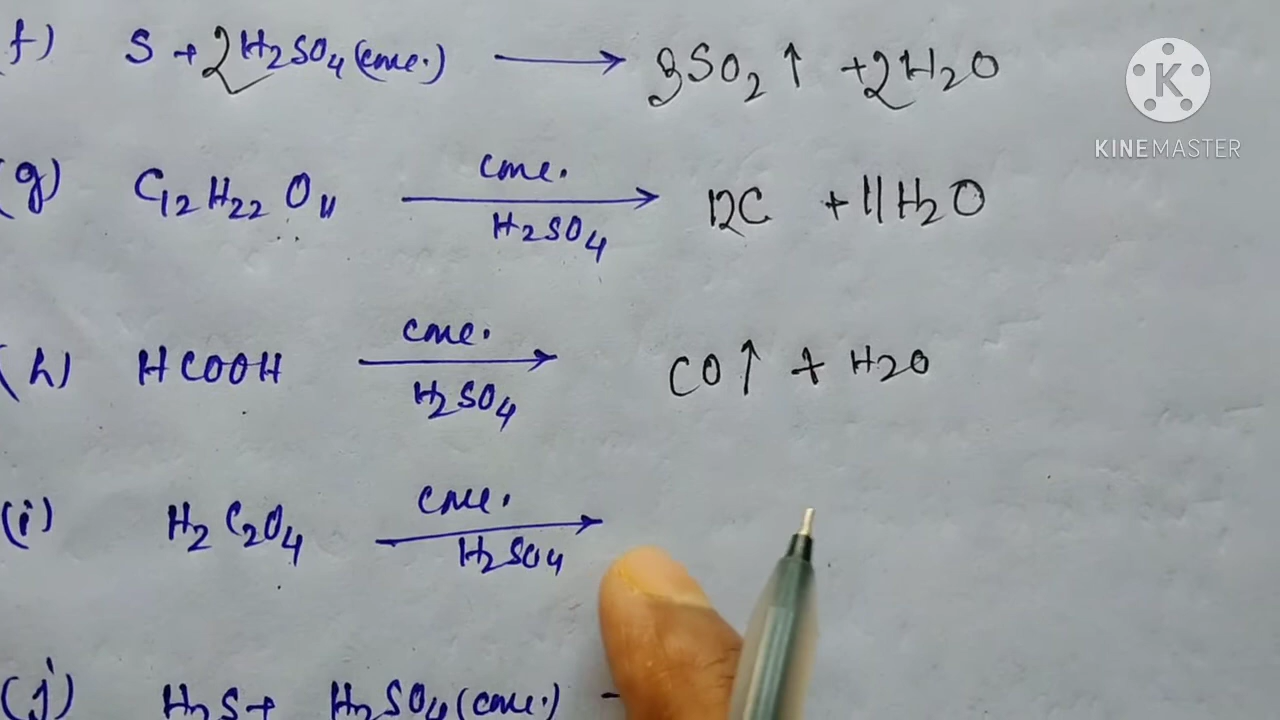 (f) S + 2H₂SO₄ (conc.) ⟶ 3SO₂ ↑ + 2H₂O
K
KINEMASTER
(g) C₁₂H₂₂O₁₁ conc. ⟶ H₂SO₄ 12C + 11H₂O
(h) HCOOH conc. ⟶ H₂SO₄ CO ↑ + H₂O
(i) H₂C₂O₄ conc. ⟶ H₂SO₄
(j) H₂S + H₂SO₄ (conc.)